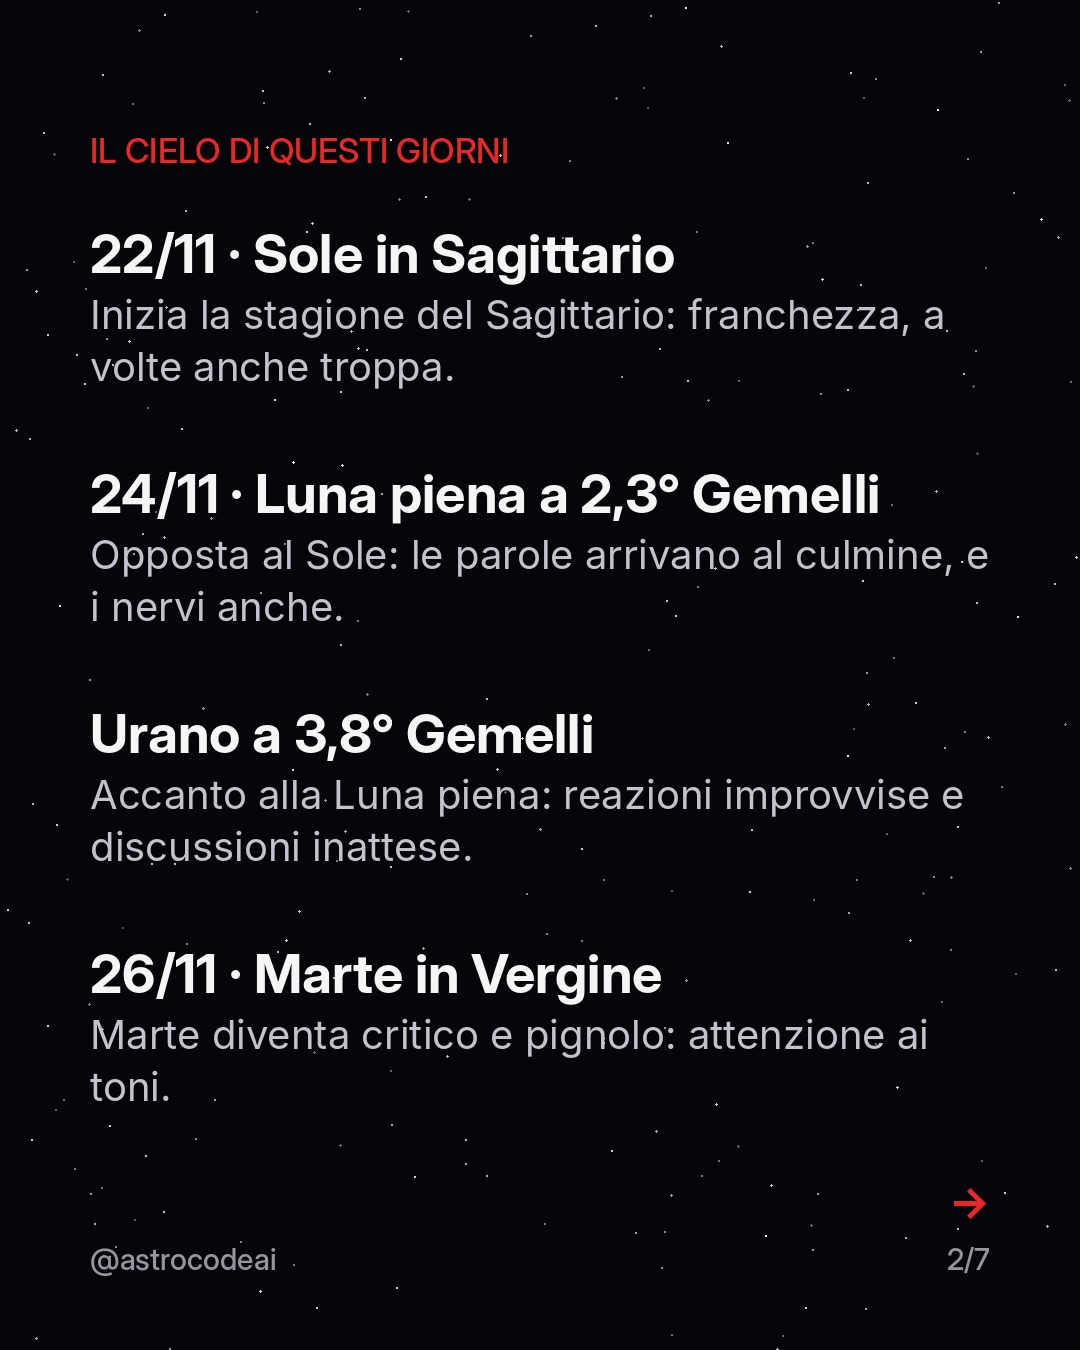 IL CIELO DI QUESTI GIORNI
22/11 · Sole in Sagittario
Inizia la stagione del Sagittario: franchezza, a
volte anche troppa.
24/11 · Luna piena a 2,3° Gemelli
Opposta al Sole: le parole arrivano al culmine, e
i nervi anche.
Urano a 3,8° Gemelli
Accanto alla Luna piena: reazioni improvvise e
discussioni inattese.
26/11 · Marte in Vergine
Marte diventa critico e pignolo: attenzione ai
toni.
→
@astrocodeai
2/7